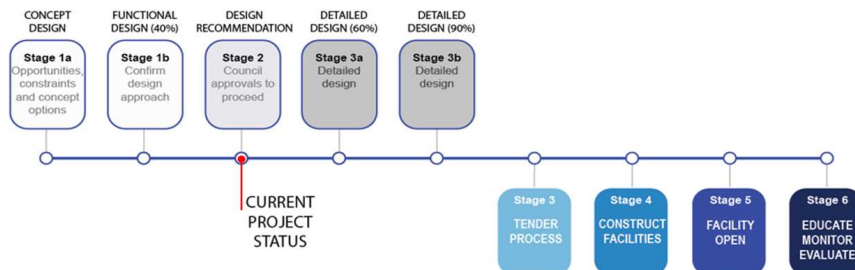 CONCEPT
DESIGN
Stage 1a
Opportunities,
constraints
and concept
options
FUNCTIONAL
DESIGN (40%)
Stage 1b
Confirm
design
approach
DESIGN
RECOMMENDATION
Stage 2
Council
approvals to
proceed
DETAILED
DESIGN (60%)
Stage 3a
Detailed
design
DETAILED
DESIGN (90%)
Stage 3b
Detailed
design
CURRENT
PROJECT
STATUS
Stage 3
TENDER
PROCESS
Stage 4
CONSTRUCT
FACILITIES
Stage 5
FACILITY
OPEN
Stage 6
EDUCATE
MONITOR
EVALUATE